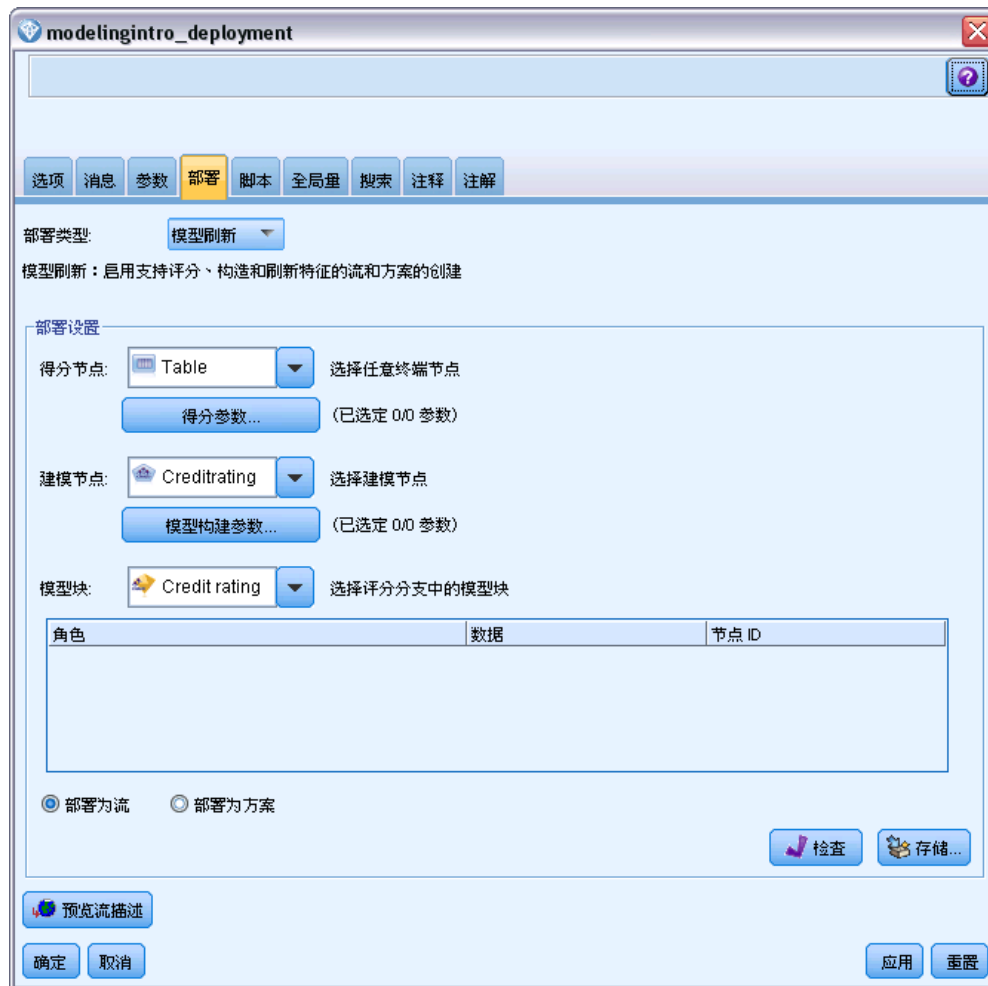 modelingintro_deployment
选项 消息 参数 部署 脚本 全局量 搜索 注释 注解
部署类型: 模型刷新
模型刷新：启用支持评分、构造和刷新特征的流和方案的创建
部署设置
得分节点: Table 选择任意终端节点
得分参数... (已选定 0/0 参数)
建模节点: Creditrating 选择建模节点
模型构建参数... (已选定 0/0 参数)
模型块: Credit rating 选择评分分支中的模型块
角色 数据 节点 ID
部署为流 部署为方案
检查 存储...
预览流描述
确定 取消 应用 重置